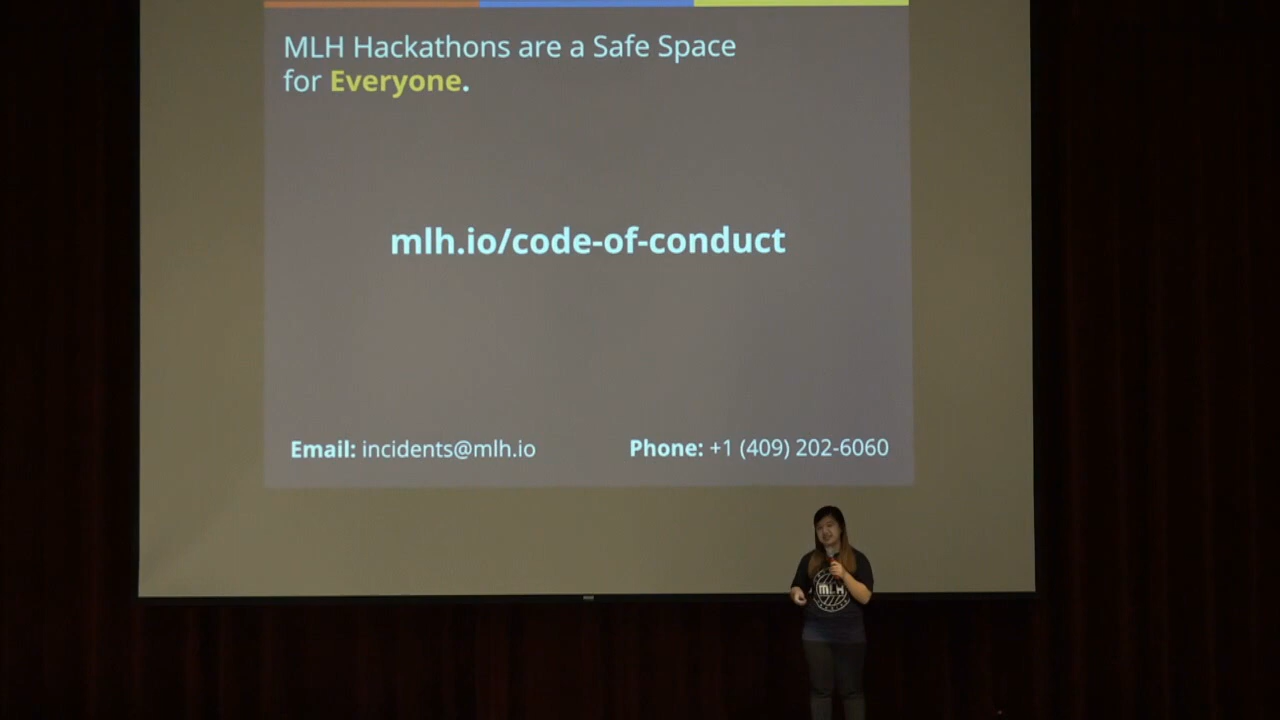 MLH Hackathons are a Safe Space
for Everyone.
mlh.io/code-of-conduct
Email: incidents@mlh.io
Phone: +1 (409) 202-6060
MLH